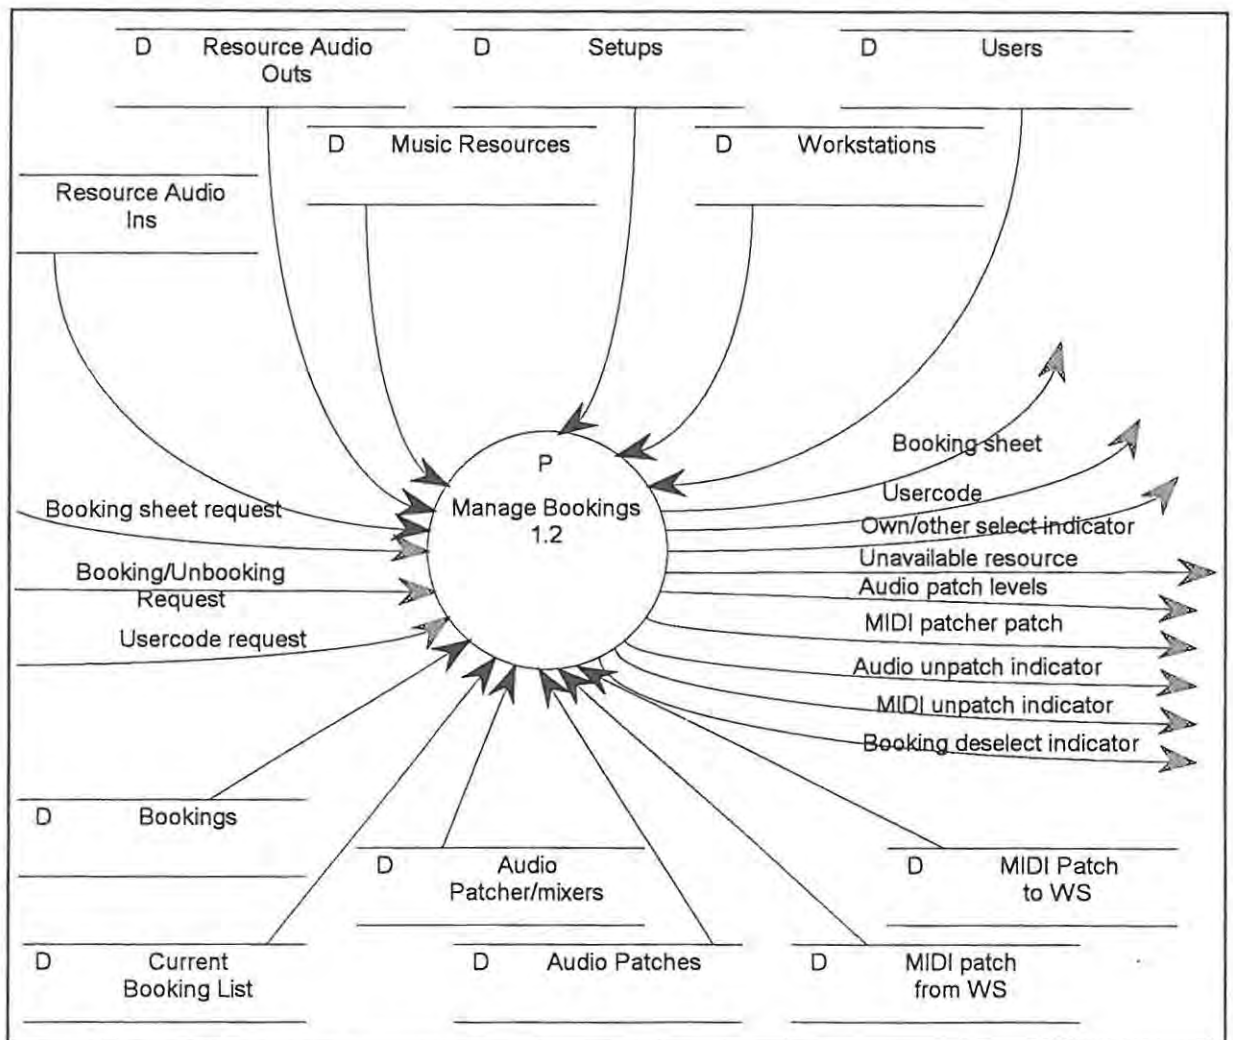 D Resource Audio
Outs
D Setups
D Users
D Music Resources
D Workstations
Resource Audio
Ins
P
Manage Bookings
1.2
Booking sheet request
Booking/Unbooking
Request
Usercode request
Booking sheet
Usercode
Own/other select indicator
Unavailable resource
Audio patch levels
MIDI patcher patch
Audio unpatch indicator
MIDI unpatch indicator
Booking deselect indicator
D Bookings
D Audio
Patcher/mixers
D MIDI Patch
to WS
D Current
Booking List
D Audio Patches
D MIDI patch
from WS